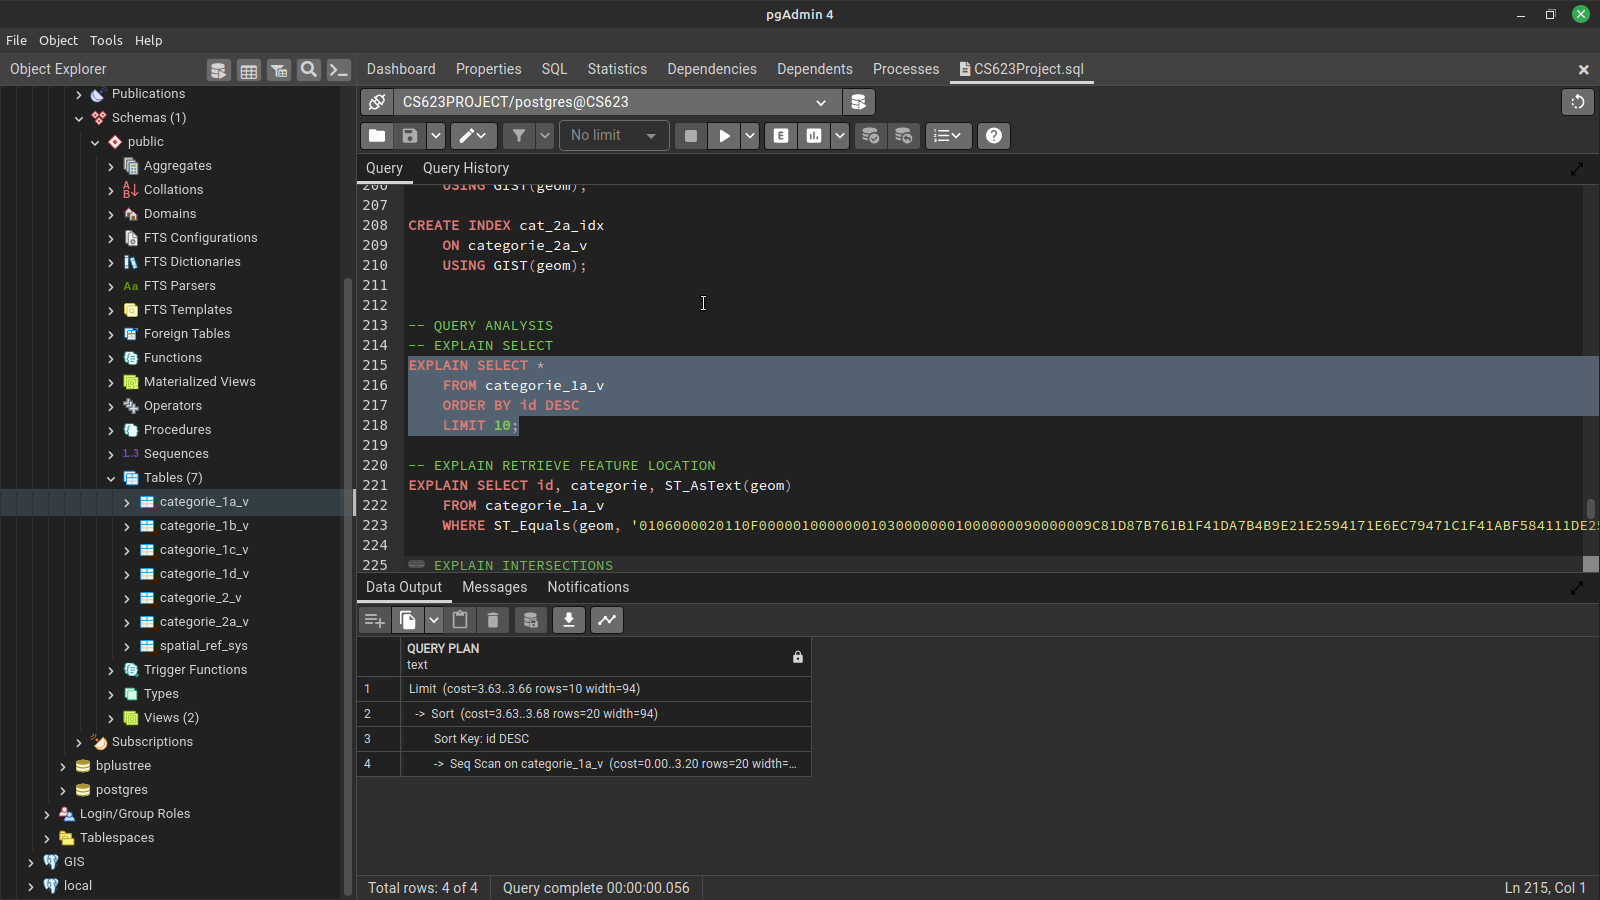 pgAdmin 4
File Object Tools Help
Object Explorer
Dashboard Properties SQL Statistics Dependencies Dependents Processes CS623Project.sql
Publications
Schemas (1)
public
Aggregates
Collations
Domains
FTS Configurations
FTS Dictionaries
Aa FTS Parsers
FTS Templates
Foreign Tables
Functions
Materialized Views
Operators
Procedures
1.3 Sequences
Tables (7)
categorie_1a_v
categorie_1b_v
categorie_1c_v
categorie_1d_v
categorie_2_v
categorie_2a_v
spatial_ref_sys
Trigger Functions
Types
Views (2)
Subscriptions
bplustree
postgres
Login/Group Roles
Tablespaces
GIS
local
CS623PROJECT/postgres@CS623
No limit
E
Query Query History
206 USING GIST(geom);
207
208 CREATE INDEX cat_2a_idx
209 ON categorie_2a_v
210 USING GIST(geom);
211
212
213 -- QUERY ANALYSIS
214 -- EXPLAIN SELECT
215 EXPLAIN SELECT *
216 FROM categorie_1a_v
217 ORDER BY id DESC
218 LIMIT 10;
219
220 -- EXPLAIN RETRIEVE FEATURE LOCATION
221 EXPLAIN SELECT id, categorie, ST_AsText(geom)
222 FROM categorie_1a_v
223 WHERE ST_Equals(geom, '0106000020110F00000100000001030000000100000009000000​9C81D87B761B1F41DA7B4B9E21E2594171E6EC79471C1F41ABF584111DE2
224
225 -- EXPLAIN INTERSECTIONS
Data Output Messages Notifications
QUERY PLAN
text
1 Limit (cost=3.63..3.66 rows=10 width=94)
2 -> Sort (cost=3.63..3.68 rows=20 width=94)
3 Sort Key: id DESC
4 -> Seq Scan on categorie_1a_v (cost=0.00..3.20 rows=20 width=...
Total rows: 4 of 4 Query complete 00:00:00.056 Ln 215, Col 1